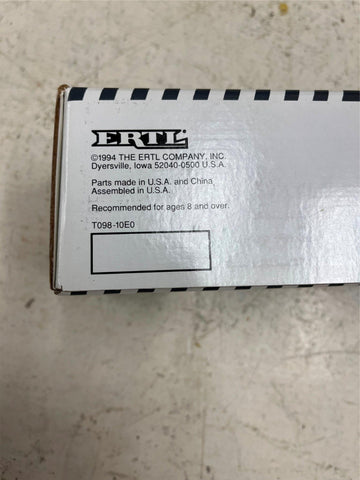 ERTL
©1994 THE ERTL COMPANY, INC.
Dyersville, Iowa 52040-0500 U.S.A.
Parts made in U.S.A. and China
Assembled in U.S.A.
Recommended for ages 8 and over.
T098-10E0